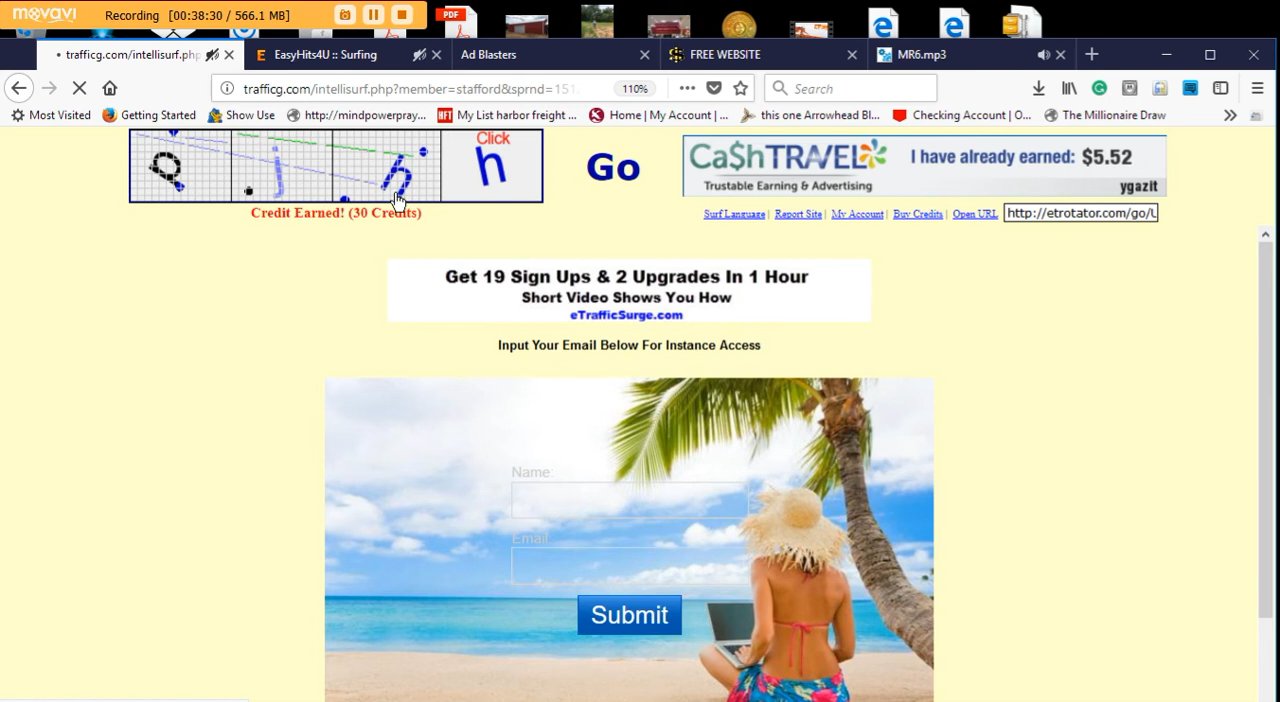 movavi Recording [00:38:30 / 566.1 MB]
PDF
trafficg.com/intellisurf.php
EasyHits4U :: Surfing
Ad Blasters
FREE WEBSITE
MR6.mp3
trafficg.com/intellisurf.php?member=stafford&sprnd=151
110%
Search
Most Visited
Getting Started
Show Use
http://mindpowerpray...
HFT My List harbor freight ...
Home | My Account | ...
this one Arrowhead Bl...
Checking Account | O...
The Millionaire Draw
j h Click h
Go
Ca$hTRAVEL
Trustable Earning & Advertising
I have already earned: $5.52
ygazit
Credit Earned! (30 Credits)
Surf Language | Report Site | My Account | Buy Credits | Open URL http://etrotator.com/go/
Get 19 Sign Ups & 2 Upgrades In 1 Hour
Short Video Shows You How
eTrafficSurge.com
Input Your Email Below For Instance Access
Name:
Email:
Submit